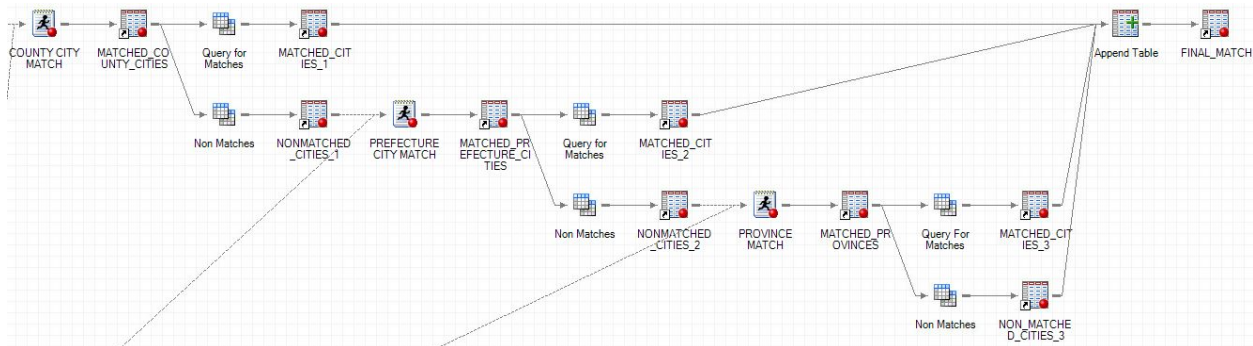 COUNTY CITY
MATCH
MATCHED_CO
UNTY_CITIES
Query for
Matches
MATCHED_CIT
IES_1
Append Table
FINAL_MATCH
Non Matches
NONMATCHED
_CITIES_1
PREFECTURE
CITY MATCH
MATCHED_PR
EFECTURE_CI
TIES
Query for
Matches
MATCHED_CIT
IES_2
Non Matches
NONMATCHED
_CITIES_2
PROVINCE
MATCH
MATCHED_PR
OVINCES
Query For
Matches
MATCHED_CIT
IES_3
Non Matches
NON_MATCHE
D_CITIES_3